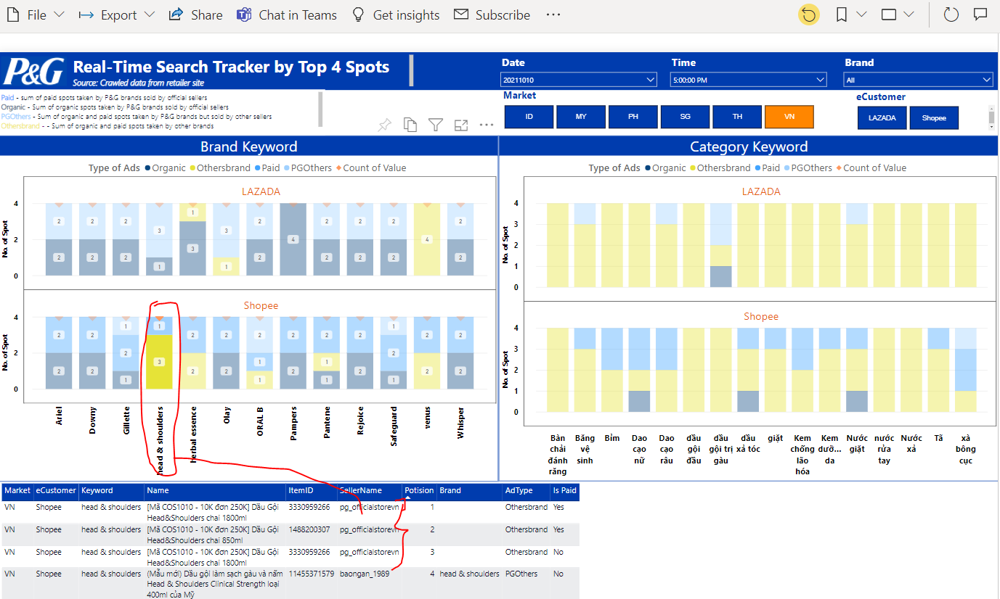 File Export Share Chat in Teams Get insights Subscribe ...
P&G Real-Time Search Tracker by Top 4 Spots
Source: Crawled data from retailer site
Date Time Brand
20211010 5:00:00 PM All
Paid - sum of paid spots taken by P&G brands sold by official sellers
Organic - Sum of organic spots taken by P&G brands sold by official sellers
PGOthers - Sum of organic and paid spots taken by P&G brands but sold by other sellers
Othersbrand - - Sum of organic and paid spots taken by other brands
Market eCustomer
ID MY PH SG TH VN LAZADA Shopee
Brand Keyword
Type of Ads Organic Othersbrand Paid PGOthers Count of Value
LAZADA
No. of Spot
4
2
0
2 2 2 3 1 3 2 4 2 2 2 4 2
2 2 2 1 3 1 2 2 2 2 2
Shopee
No. of Spot
4
2
0
2 2 1 1 2 2 2 2 2 1 2 2
2 1 1 2
2 2 1 3 2 2 1 2 1 2 1 2 2
Ariel
Downy
Gillette
head & shoulders
herbal essence
Olay
ORAL B
Pampers
Pantene
Rejoice
Safeguard
venus
Whisper
Category Keyword
Type of Ads Organic Othersbrand Paid PGOthers Count of Value
LAZADA
No. of Spot
4
3
2
1
0
Shopee
No. of Spot
4
3
2
1
0
Bàn chải đánh răng
Băng vệ sinh
Bỉm
Dao cạo nữ
Dao cạo râu
dầu gội đầu
dầu gội trị gàu
dầu xả tóc
giặt
Kem chống lão hóa
Kem dưỡ... da
Nước giặt
nước rửa tay
Nước xả
Tã
xà bông cục
Market eCustomer Keyword Name ItemID SellerName Potision Brand AdType Is Paid
VN Shopee head & shoulders [Mã COS1010 - 10K đơn 250K] Dầu Gội 3330959266 pg_officialstorevn 1 Othersbrand Yes
Head&Shoulders chai 1800ml
VN Shopee head & shoulders [Mã COS1010 - 10K đơn 250K] Dầu Gội 1488200307 pg_officialstorevn 2 Othersbrand Yes
Head&Shoulders chai 850ml
VN Shopee head & shoulders [Mã COS1010 - 10K đơn 250K] Dầu Gội 3330959266 pg_officialstorevn 3 Othersbrand No
Head&Shoulders chai 1800ml
VN Shopee head & shoulders (Mẫu mới) Dầu gội làm sạch gàu và nấm 11455371579 baongan_1989 4 head & shoulders PGOthers No
Head & Shoulders Clinical Strength loại
400ml của Mỹ